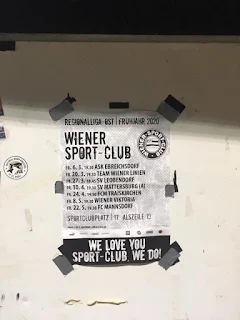 REGIONALLIGA OST | FRÜHJAHR 2020
WIENER
SPORT-CLUB
FR. 6. 3. 19.30 ASK EBREICHSDORF
FR. 20. 3. 19.30 TEAM WIENER LINIEN
FR. 27. 3. 19.30 SV LEOBENDORF
FR. 10. 4. 19.30 SV MATTERSBURG (A)
FR. 24. 4. 19.30 FCM TRAISKIRCHEN
FR. 8. 5. 19.30 WIENER VIKTORIA
FR. 22. 5. 19.30 FC MANNSDORF
SPORTCLUBPLATZ | 17., ALSZEILE 19
WE LOVE YOU
SPORT-CLUB, WE DO!